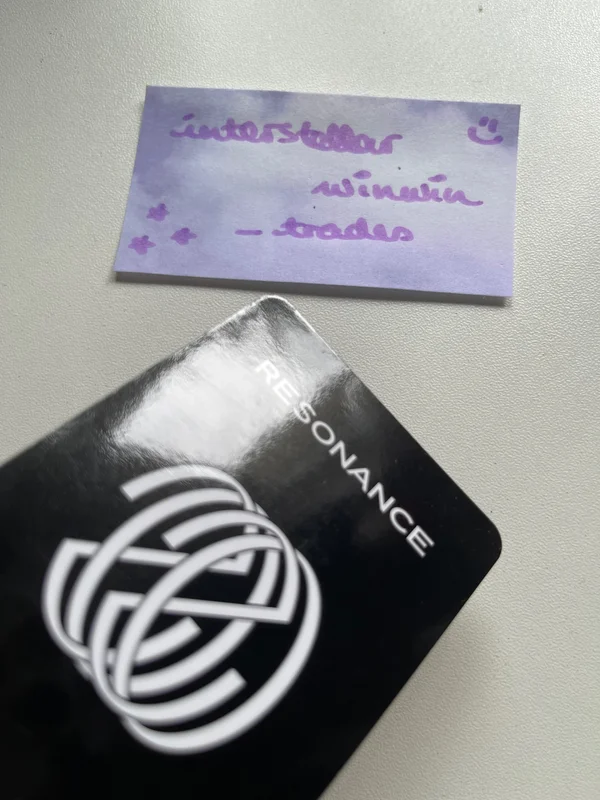 interstellar
winwin
- trades
RESONANCE